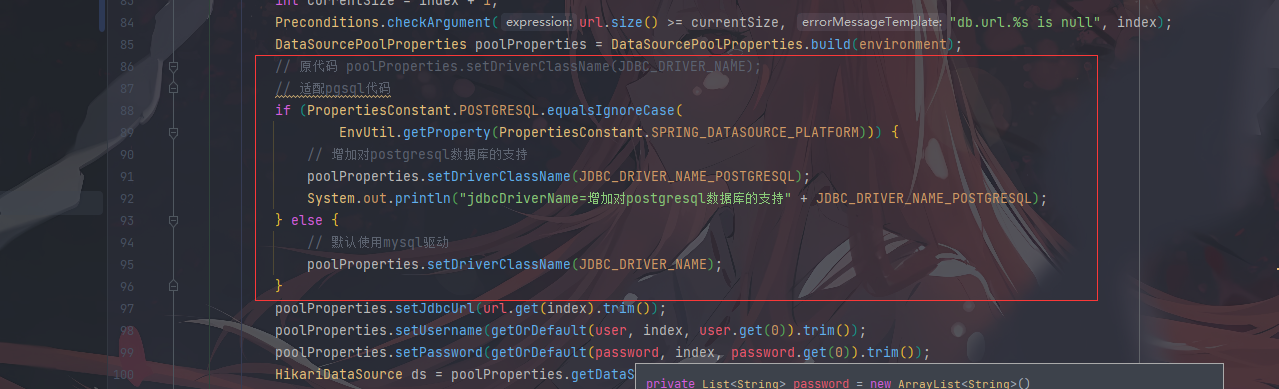 83 int currentSize = index + 1;
84 Preconditions.checkArgument( expression: url.size() >= currentSize, errorMessageTemplate: "db.url.%s is null", index);
85 DataSourcePoolProperties poolProperties = DataSourcePoolProperties.build(environment);
86 // 原代码 poolProperties.setDriverClassName(JDBC_DRIVER_NAME);
87 // 适配pgsql代码
88 if (PropertiesConstant.POSTGRESQL.equalsIgnoreCase(
89 EnvUtil.getProperty(PropertiesConstant.SPRING_DATASOURCE_PLATFORM))) {
90 // 增加对postgresql数据库的支持
91 poolProperties.setDriverClassName(JDBC_DRIVER_NAME_POSTGRESQL);
92 System.out.println("jdbcDriverName=增加对postgresql数据库的支持" + JDBC_DRIVER_NAME_POSTGRESQL);
93 } else {
94 // 默认使用mysql驱动
95 poolProperties.setDriverClassName(JDBC_DRIVER_NAME);
96 }
97 poolProperties.setJdbcUrl(url.get(index).trim());
98 poolProperties.setUsername(getOrDefault(user, index, user.get(0)).trim());
99 poolProperties.setPassword(getOrDefault(password, index, password.get(0)).trim());
100 HikariDataSource ds = poolProperties.getDataS
private List<String> password = new ArrayList<String>()